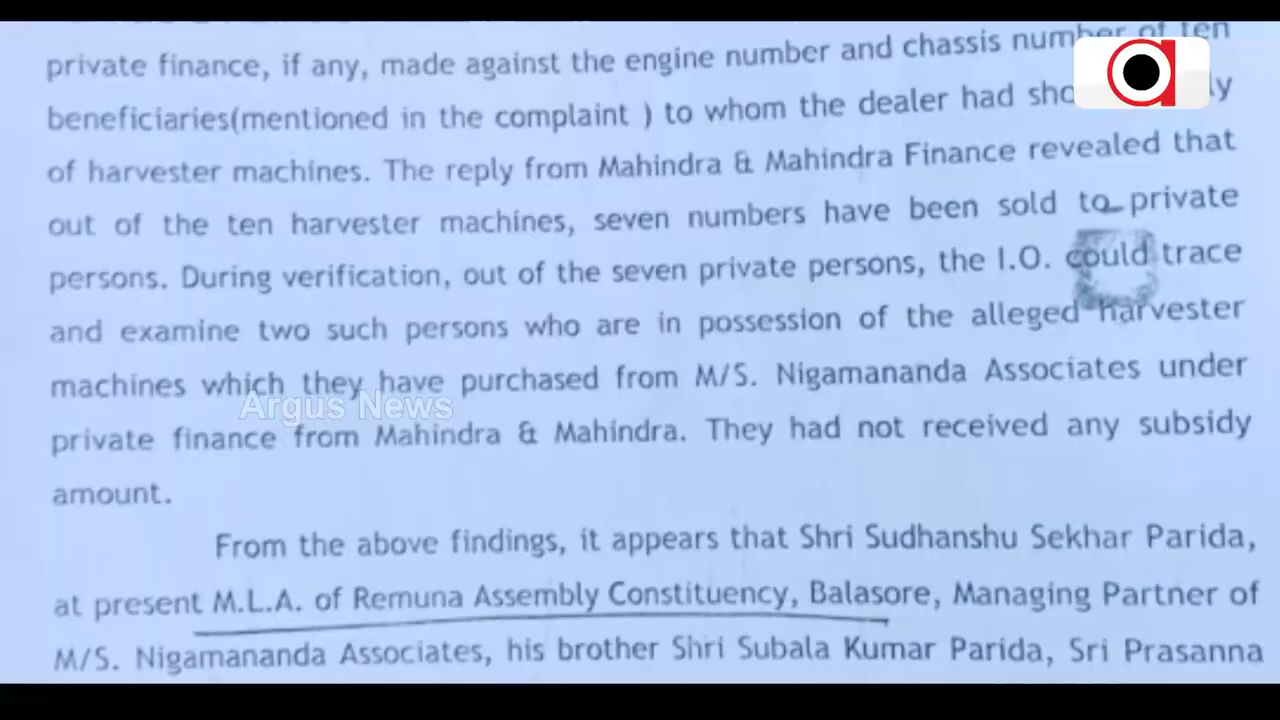 private finance, if any, made against the engine number and chassis number of ten
beneficiaries(mentioned in the complaint ) to whom the dealer had
of harvester machines. The reply from Mahindra & Mahindra Finance revealed that
out of the ten harvester machines, seven numbers have been sold to private
persons. During verification, out of the seven private persons, the I.O. could trace
and examine two such persons who are in possession of the alleged harvester
machines which they have purchased from M/S. Nigamananda Associates under
Argus News
private finance from Mahindra & Mahindra. They had not received any subsidy
amount.
From the above findings, it appears that Shri Sudhanshu Sekhar Parida,
at present M.L.A. of Remuna Assembly Constituency, Balasore, Managing Partner of
M/S. Nigamananda Associates, his brother Shri Subala Kumar Parida, Sri Prasanna